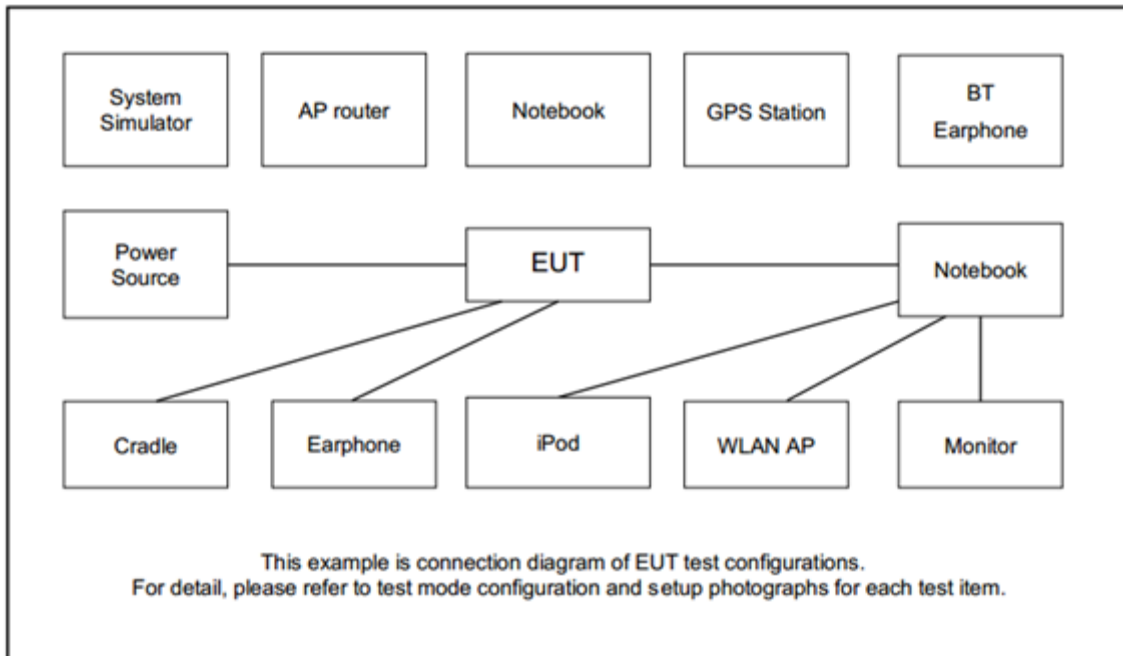 System
Simulator
AP router
Notebook
GPS Station
BT
Earphone
Power
Source
EUT
Notebook
Cradle
Earphone
iPod
WLAN AP
Monitor
This example is connection diagram of EUT test configurations.
For detail, please refer to test mode configuration and setup photographs for each test item.